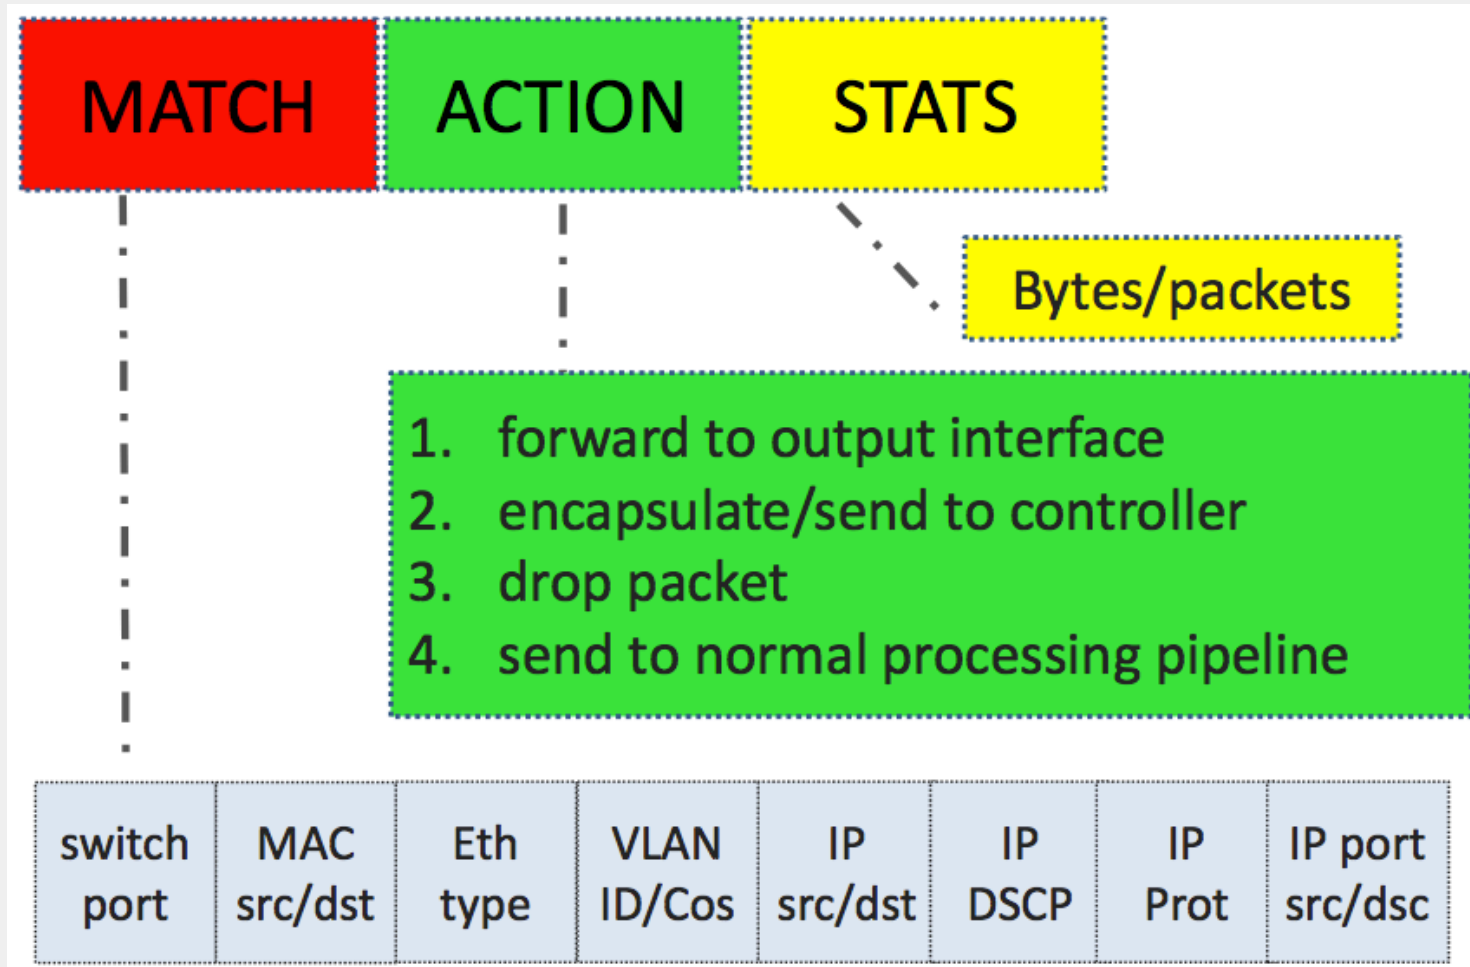 MATCH
ACTION
STATS
Bytes/packets
1. forward to output interface
2. encapsulate/send to controller
3. drop packet
4. send to normal processing pipeline
switch
port
MAC
src/dst
Eth
type
VLAN
ID/Cos
IP
src/dst
IP
DSCP
IP
Prot
IP port
src/dsc